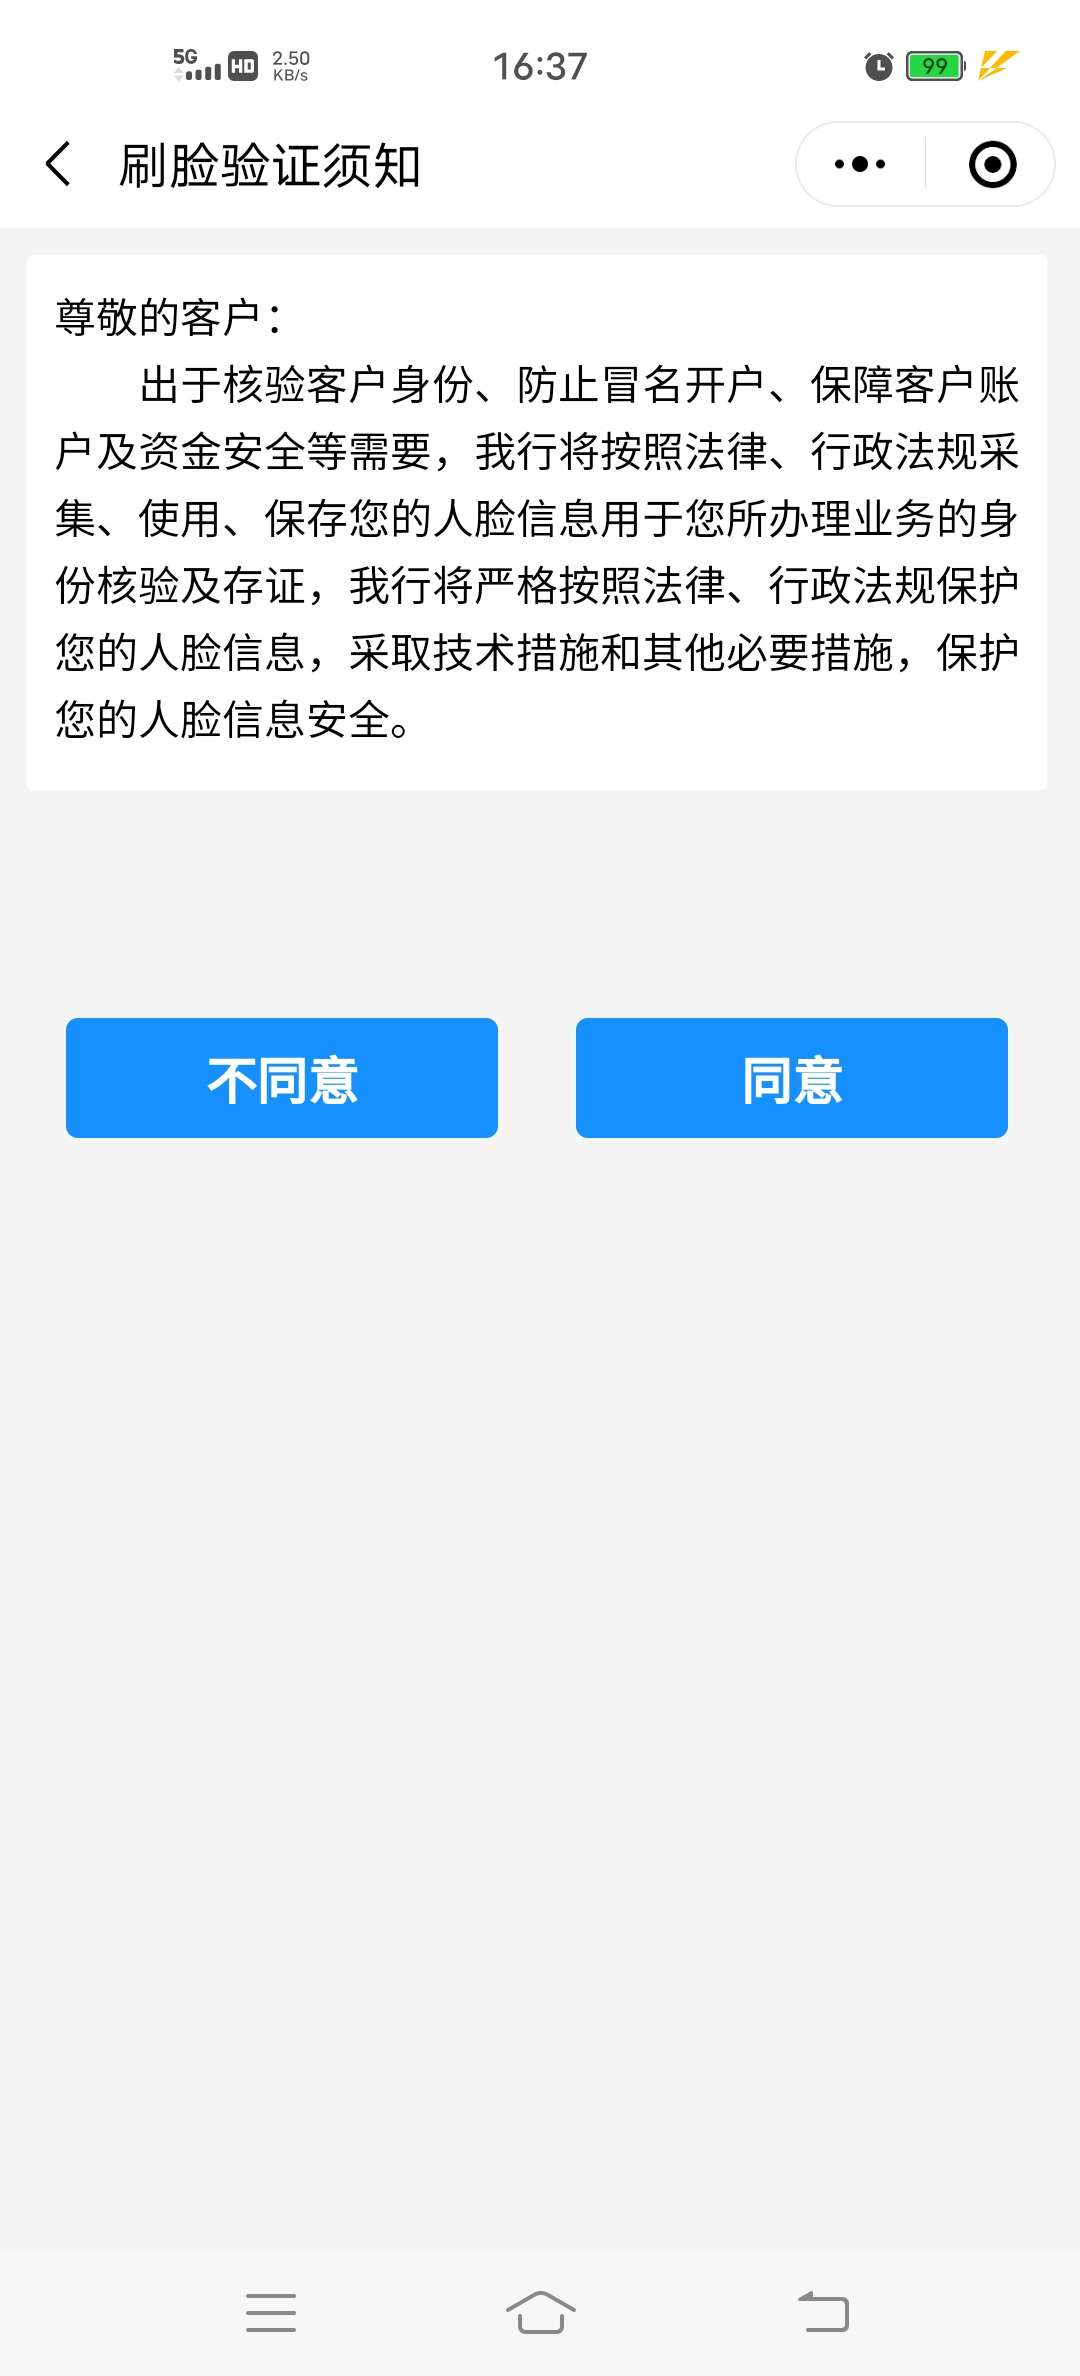 5G HD 2.50 KB/s 16:37 99
刷脸验证须知
尊敬的客户：
出于核验客户身份、防止冒名开户、保障客户账
户及资金安全等需要，我行将按照法律、行政法规采
集、使用、保存您的人脸信息用于您所办理业务的身
份核验及存证，我行将严格按照法律、行政法规保护
您的人脸信息，采取技术措施和其他必要措施，保护
您的人脸信息安全。
不同意 同意